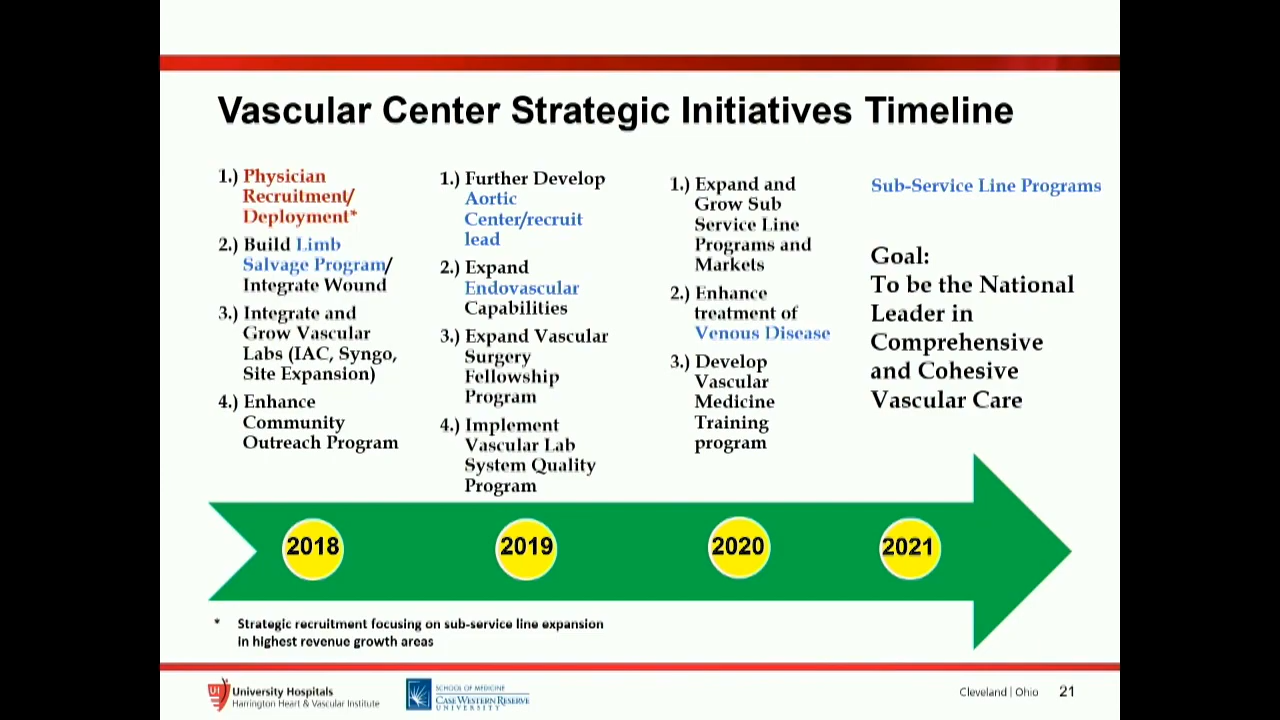 Vascular Center Strategic Initiatives Timeline
1.) Physician
Recruitment/
Deployment*
2.) Build Limb
Salvage Program/
Integrate Wound
3.) Integrate and
Grow Vascular
Labs (IAC, Syngo,
Site Expansion)
4.) Enhance
Community
Outreach Program
1.) Further Develop
Aortic
Center/recruit
lead
2.) Expand
Endovascular
Capabilities
3.) Expand Vascular
Surgery
Fellowship
Program
4.) Implement
Vascular Lab
System Quality
Program
1.) Expand and
Grow Sub
Service Line
Programs and
Markets
2.) Enhance
treatment of
Venous Disease
3.) Develop
Vascular
Medicine
Training
program
Sub-Service Line Programs
Goal:
To be the National
Leader in
Comprehensive
and Cohesive
Vascular Care
2018
2019
2020
2021
* Strategic recruitment focusing on sub-service line expansion
in highest revenue growth areas
UH
University Hospitals
Harrington Heart & Vascular Institute
SCHOOL OF MEDICINE
CASE WESTERN RESERVE
UNIVERSITY
Cleveland | Ohio 21